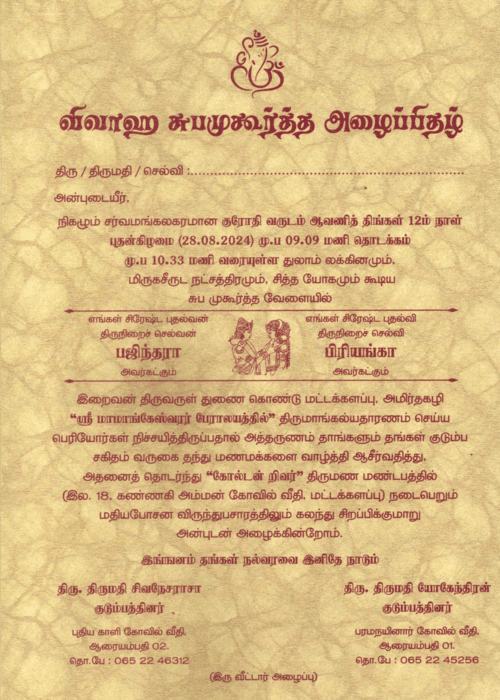 விவாஹ சுபமுகூர்த்த அழைப்பிதழ்
திரு / திருமதி / செல்வி :..........................................................................
அன்புடையீர்,
நிகழும் சர்வமங்கலகரமான குரோதி வருடம் ஆவணித் திங்கள் 12ம் நாள்
புதன்கிழமை (28.08.2024) மு.ப 09.09 மணி தொடக்கம்
மு.ப 10.33 மணி வரையுள்ள துலாம் லக்கினமும்,
மிருகசீருட நட்சத்திரமும், சித்த யோகமும் கூடிய
சுப முகூர்த்த வேளையில்
எங்கள் சிரேஷ்ட புதல்வன்
திருநிறைச் செல்வன்
பஜிந்தரா
அவர்கட்கும்
எங்கள் சிரேஷ்ட புதல்வி
திருநிறைச் செல்வி
பிரியங்கா
அவர்கட்கும்
இறைவன் திருவருள் துணை கொண்டு மட்டக்களப்பு, அமிர்தகழி
“ஸ்ரீ மாமாங்கேஸ்வரர் பேராலயத்தில்” திருமாங்கல்யதாரணம் செய்ய
பெரியோர்கள் நிச்சயித்திருப்பதால் அத்தருணம் தாங்களும் தங்கள் குடும்ப
சகிதம் வருகை தந்து மணமக்களை வாழ்த்தி ஆசீர்வதித்து,
அதனைத் தொடர்ந்து “கோல்டன் றிவர்” திருமண மண்டபத்தில்
(இல. 18, கண்ணகி அம்மன் கோவில் வீதி, மட்டக்களப்பு) நடைபெறும்
மதியபோசன விருந்துபசாரத்திலும் கலந்து சிறப்பிக்குமாறு
அன்புடன் அழைக்கின்றோம்.
இங்ஙனம் தங்கள் நல்வரவை இனிதே நாடும்
திரு. திருமதி சிவநேசராசா
குடும்பத்தினர்
புதிய காளி கோவில் வீதி,
ஆரையம்பதி 02.
தொ.பே : 065 22 46312
திரு. திருமதி யோகேந்திரன்
குடும்பத்தினர்
பரமநயினார் கோவில் வீதி,
ஆரையம்பதி 01.
தொ.பே : 065 22 45256
(இரு வீட்டார் அழைப்பு)